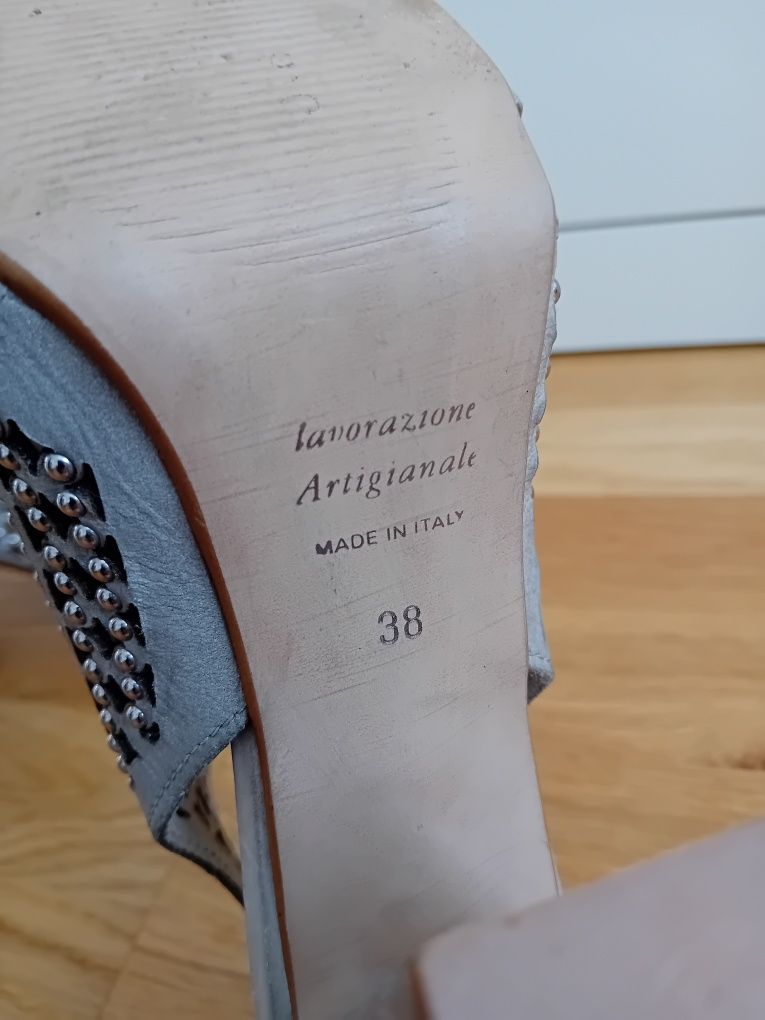 lavorazione
Artigianale
MADE IN ITALY
38